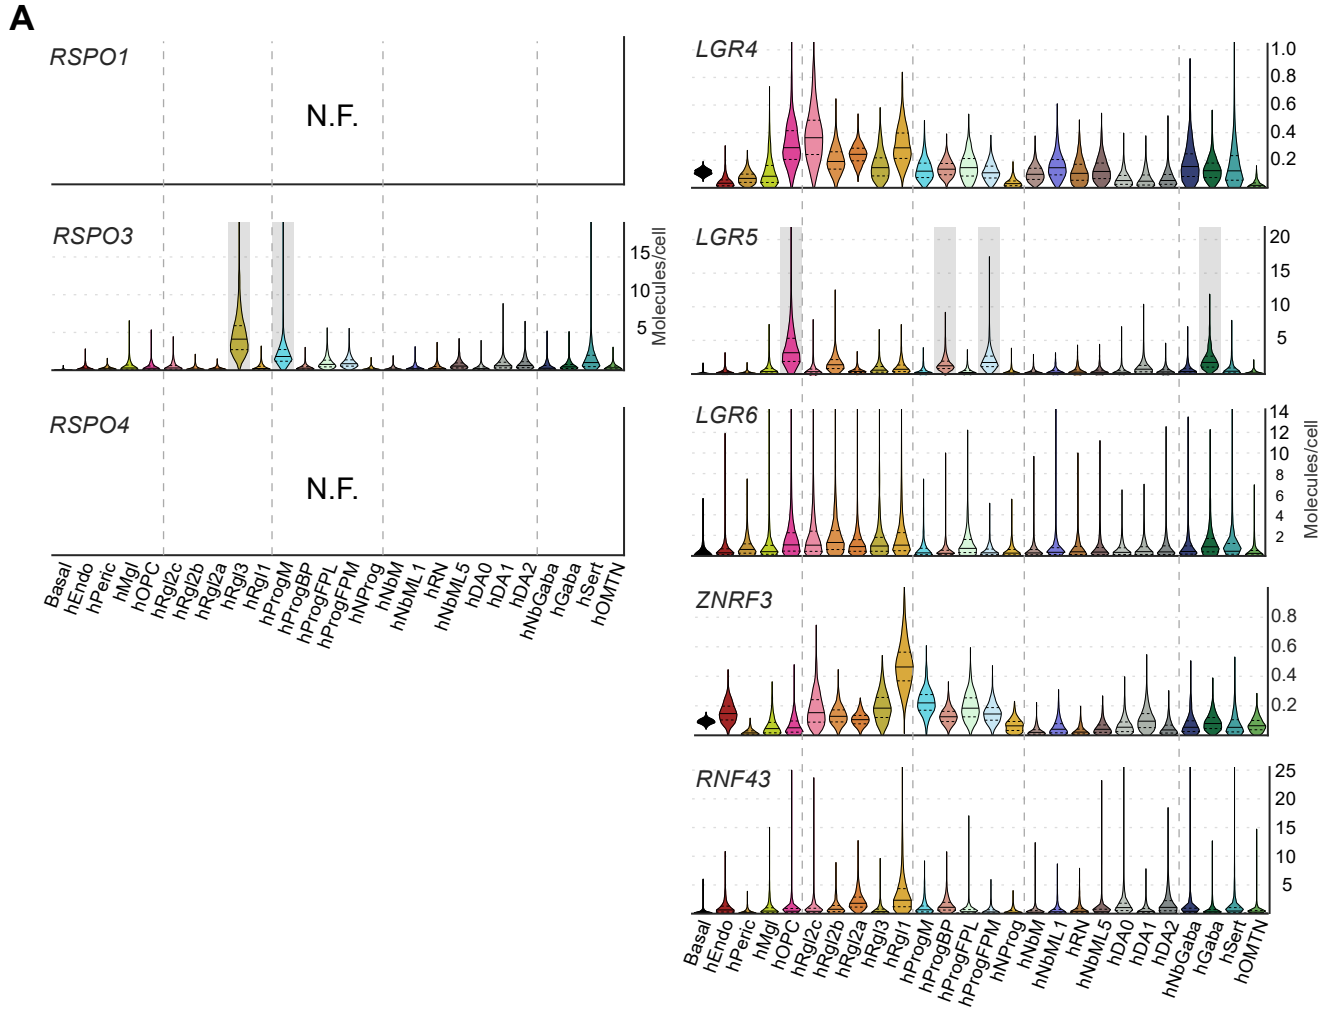 A
RSPO1
N.F.
RSPO3
15
10
5
Molecules/cell
RSPO4
N.F.
Basal
hEndo
hPeric
hMgl
hOPC
hRgl2c
hRgl2b
hRgl2a
hRgl3
hRgl1
hProgM
hProgBP
hProgFPL
hProgFPM
hNProg
hNbM
hNbML1
hRN
hNbML5
hDA0
hDA1
hDA2
hNbGaba
hGaba
hSert
hOMTN
LGR4
1.0
0.8
0.6
0.4
0.2
LGR5
20
15
10
5
LGR6
14
12
10
8
6
4
2
Molecules/cell
ZNRF3
0.8
0.6
0.4
0.2
RNF43
25
20
15
10
5
Basal
hEndo
hPeric
hMgl
hOPC
hRgl2c
hRgl2b
hRgl2a
hRgl3
hRgl1
hProgM
hProgBP
hProgFPL
hProgFPM
hNProg
hNbM
hNbML1
hRN
hNbML5
hDA0
hDA1
hDA2
hNbGaba
hGaba
hSert
hOMTN